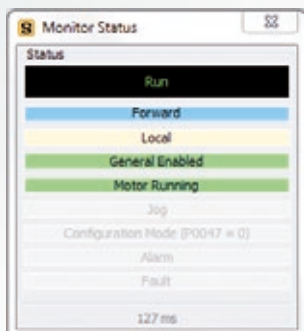 S Monitor Status
Status
Run
Forward
Local
General Enabled
Motor Running
Jog
Configuration Mode (P0047 = 0)
Alarm
Fault
127 ms